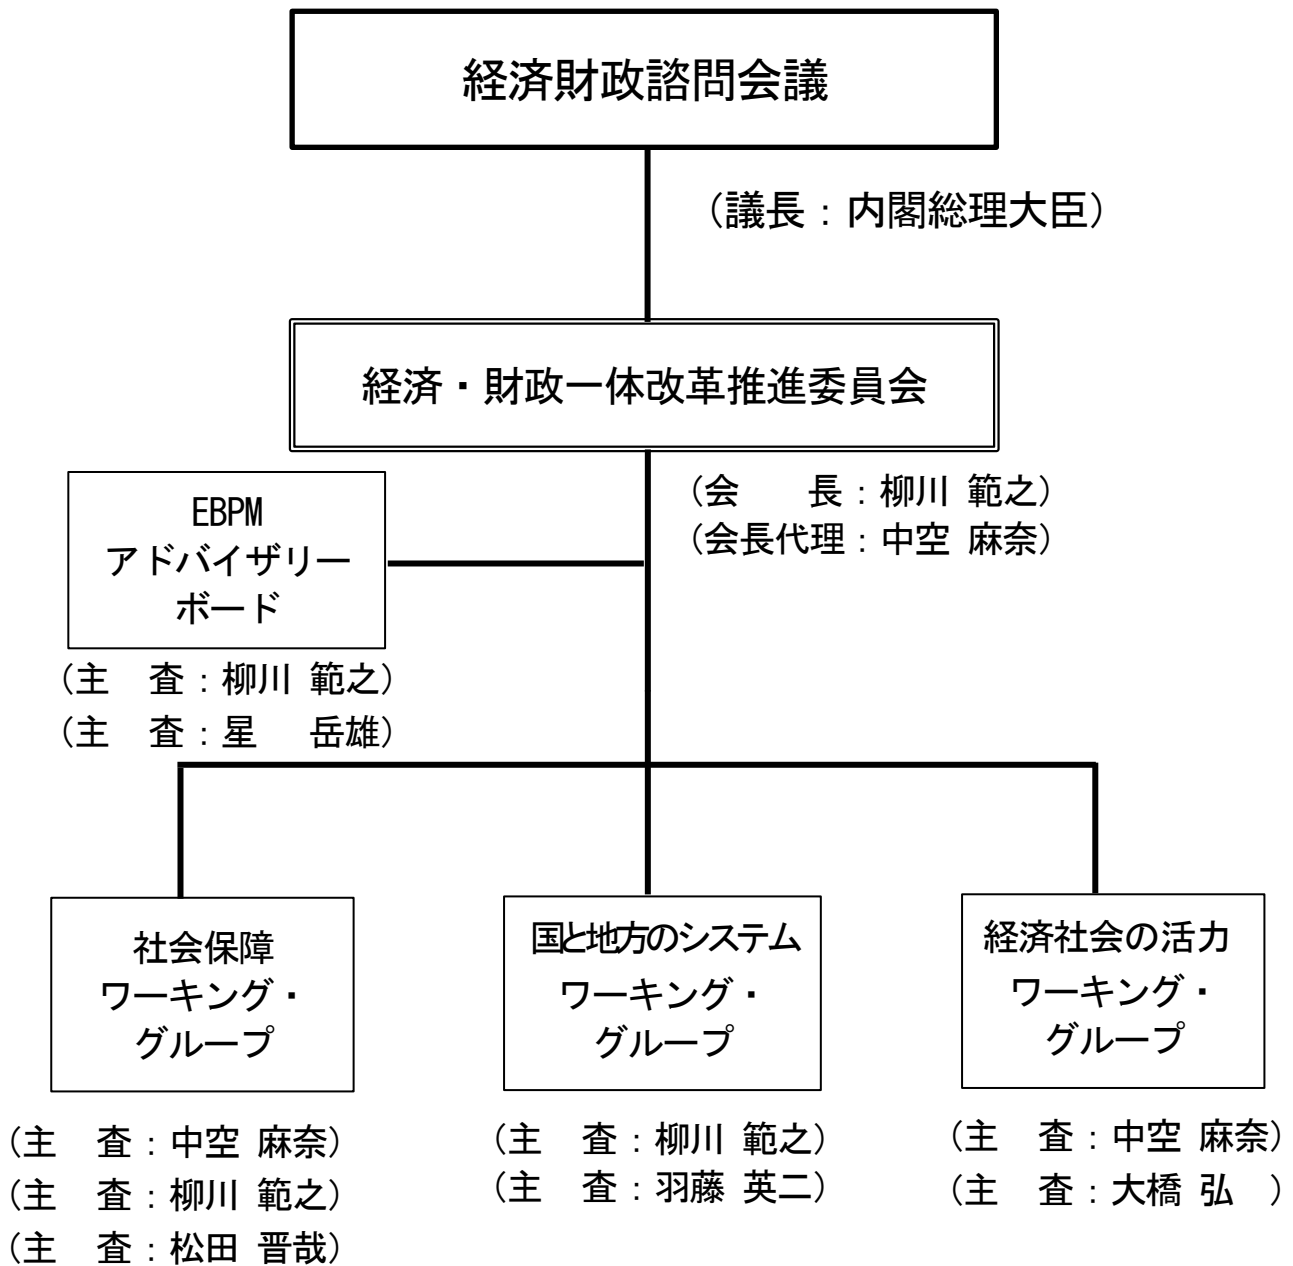 経済財政諮問会議
（議長：内閣総理大臣）
経済・財政一体改革推進委員会
（会　　長：柳川 範之）
（会長代理：中空 麻奈）
EBPM
アドバイザリー
ボード
（主　査：柳川 範之）
（主　査：星　 岳雄）
社会保障
ワーキング・
グループ
（主　査：中空 麻奈）
（主　査：柳川 範之）
（主　査：松田 晋哉）
国と地方のシステム
ワーキング・
グループ
（主　査：柳川 範之）
（主　査：羽藤 英二）
経済社会の活力
ワーキング・
グループ
（主　査：中空 麻奈）
（主　査：大橋 弘　）